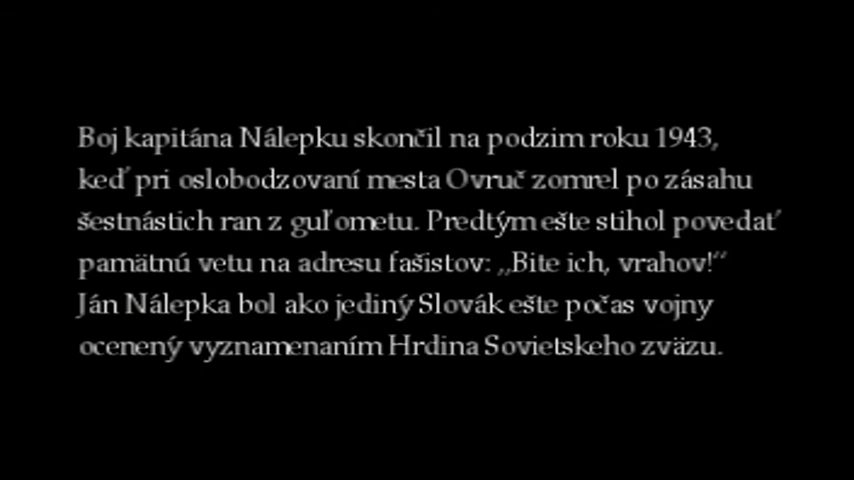 Boj kapitána Nálepku skončil na podzim roku 1943,
keď pri oslobodzovaní mesta Ovruč zomrel po zásahu
šestnástich ran z guľometu. Predtým ešte stihol povedať
pamätnú vetu na adresu fašistov: „Bite ich, vrahov!“
Ján Nálepka bol ako jediný Slovák ešte počas vojny
ocenený vyznamenaním Hrdina Sovietskeho zväzu.